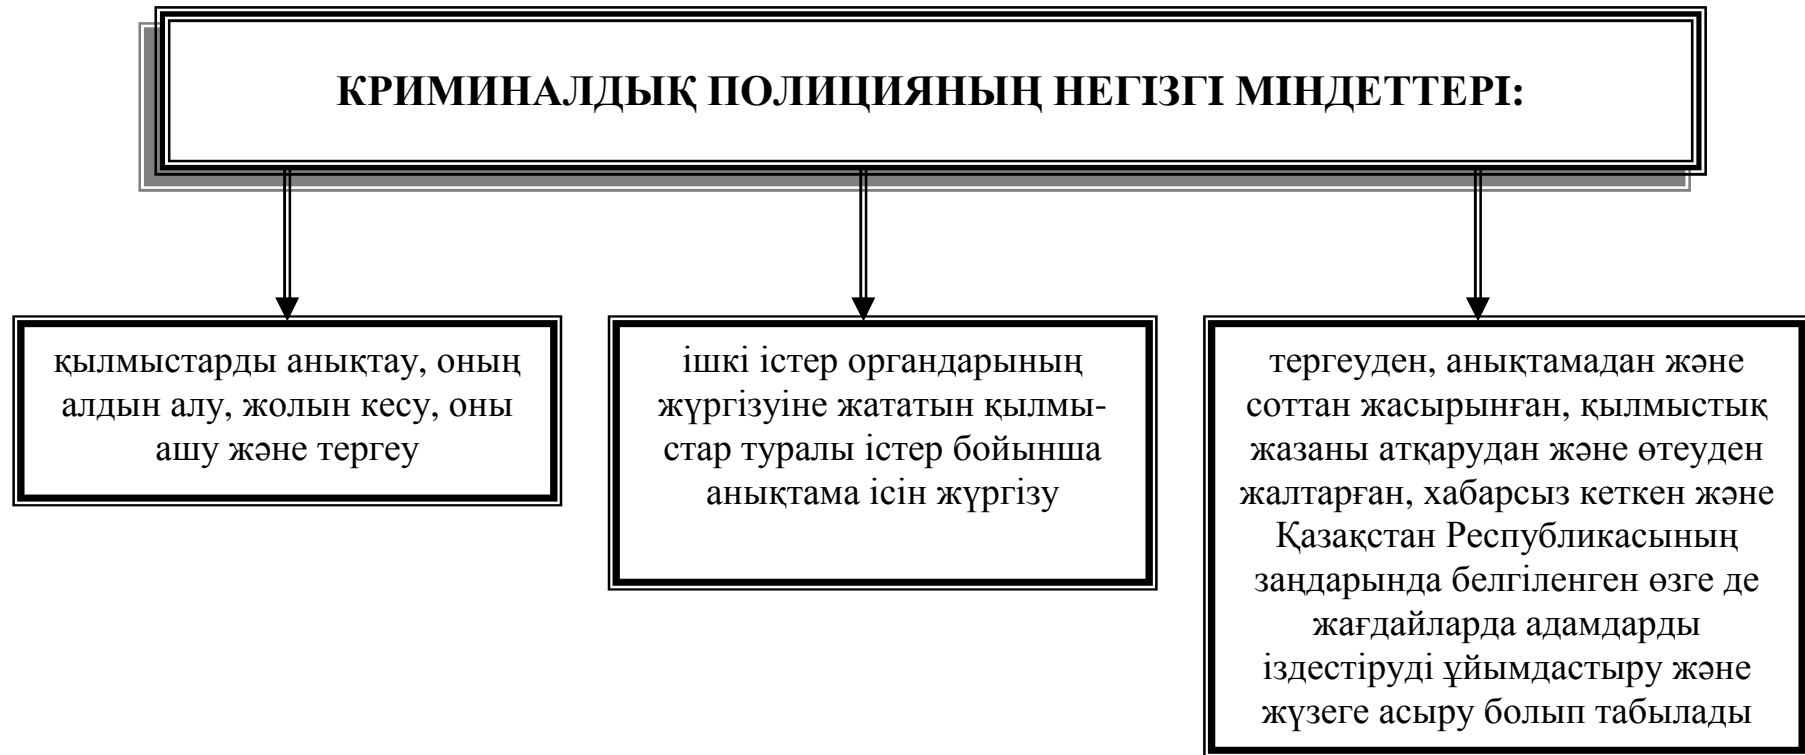 КРИМИНАЛДЫҚ ПОЛИЦИЯНЫҢ НЕГІЗГІ МІНДЕТТЕРІ:
қылмыстарды анықтау, оның
алдын алу, жолын кесу, оны
ашу және тергеу
ішкі істер органдарының
жүргізуіне жататын қылмы-
стар туралы істер бойынша
анықтама ісін жүргізу
тергеуден, анықтамадан және
соттан жасырынған, қылмыстық
жазаны атқарудан және өтеуден
жалтарған, хабарсыз кеткен және
Қазақстан Республикасының
заңдарында белгіленген өзге де
жағдайларда адамдарды
іздестіруді ұйымдастыру және
жүзеге асыру болып табылады